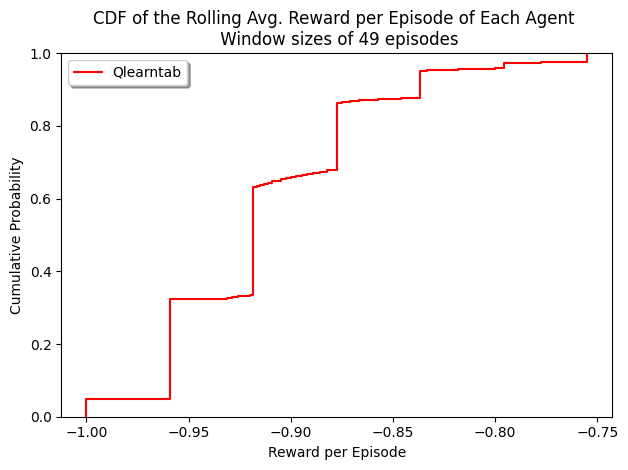 CDF of the Rolling Avg. Reward per Episode of Each Agent
Window sizes of 49 episodes
Qlearntab
Cumulative Probability
1.0
0.8
0.6
0.4
0.2
0.0
−1.00
−0.95
−0.90
−0.85
−0.80
−0.75
Reward per Episode